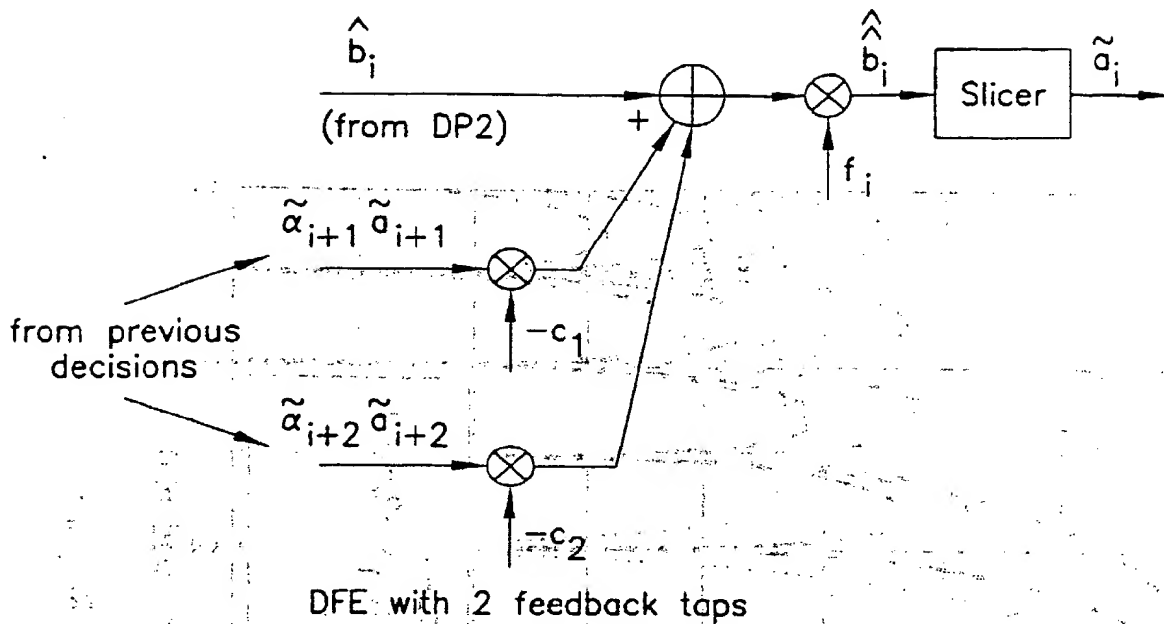 b̂i
b̂̂i
Slicer
ãi
(from DP2)
+
fi
α̃i+1 ãi+1
-c1
from previous
decisions
α̃i+2 ãi+2
-c2
DFE with 2 feedback taps